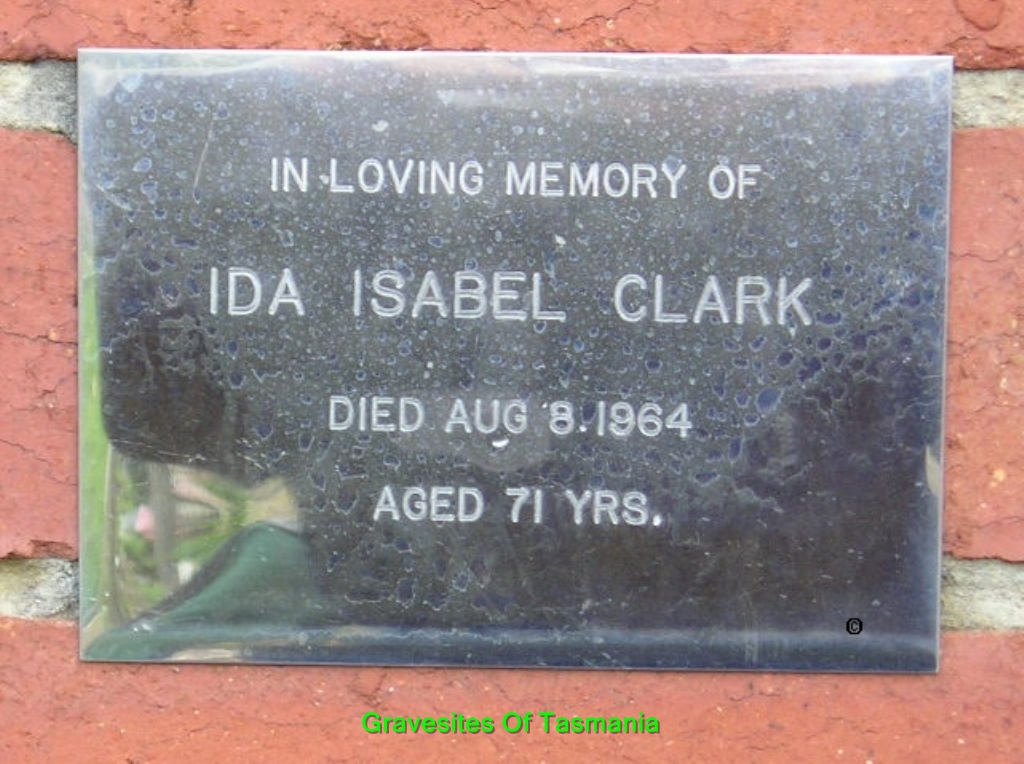 IN LOVING MEMORY OF
IDA ISABEL CLARK
DIED AUG 8.1964
AGED 71 YRS.
©
Gravesites Of Tasmania